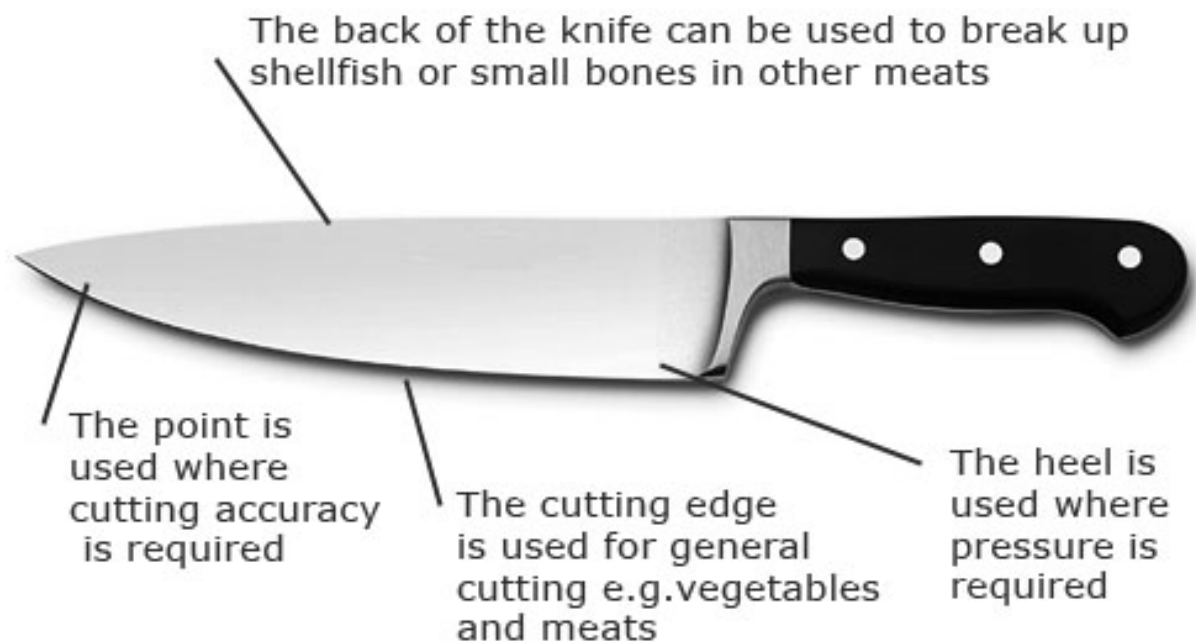 The back of the knife can be used to break up
shellfish or small bones in other meats
The point is
used where
cutting accuracy
is required
The cutting edge
is used for general
cutting e.g.vegetables
and meats
The heel is
used where
pressure is
required